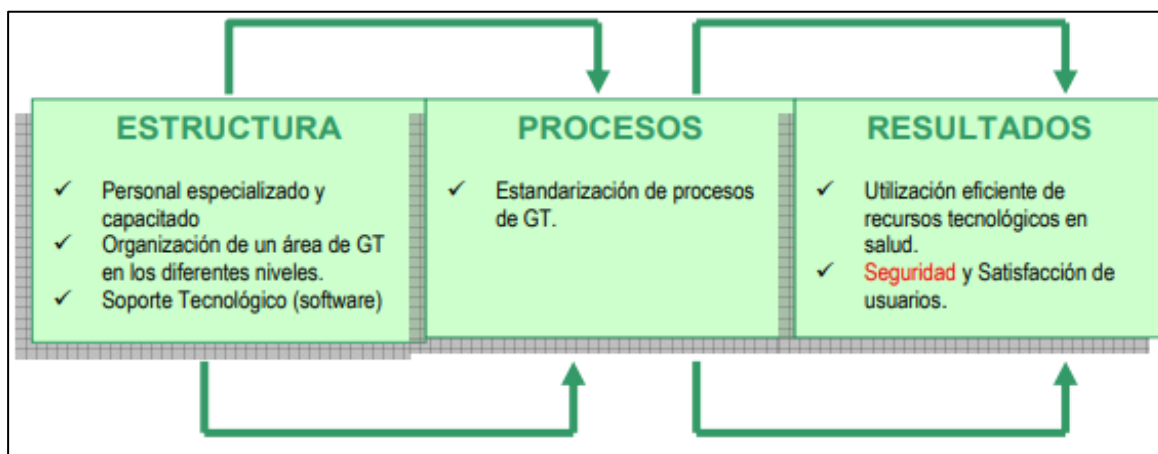 ESTRUCTURA
✓ Personal especializado y
capacitado
✓ Organización de un área de GT
en los diferentes niveles.
✓ Soporte Tecnológico (software)
PROCESOS
✓ Estandarización de procesos
de GT.
RESULTADOS
✓ Utilización eficiente de
recursos tecnológicos en
salud.
✓ Seguridad y Satisfacción de
usuarios.